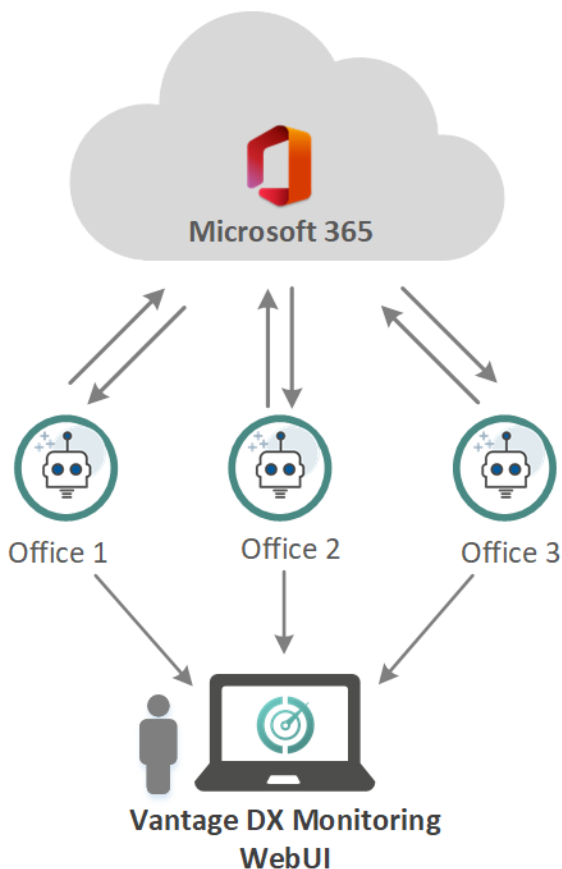 Microsoft 365
Office 1
Office 2
Office 3
Vantage DX Monitoring
WebUI